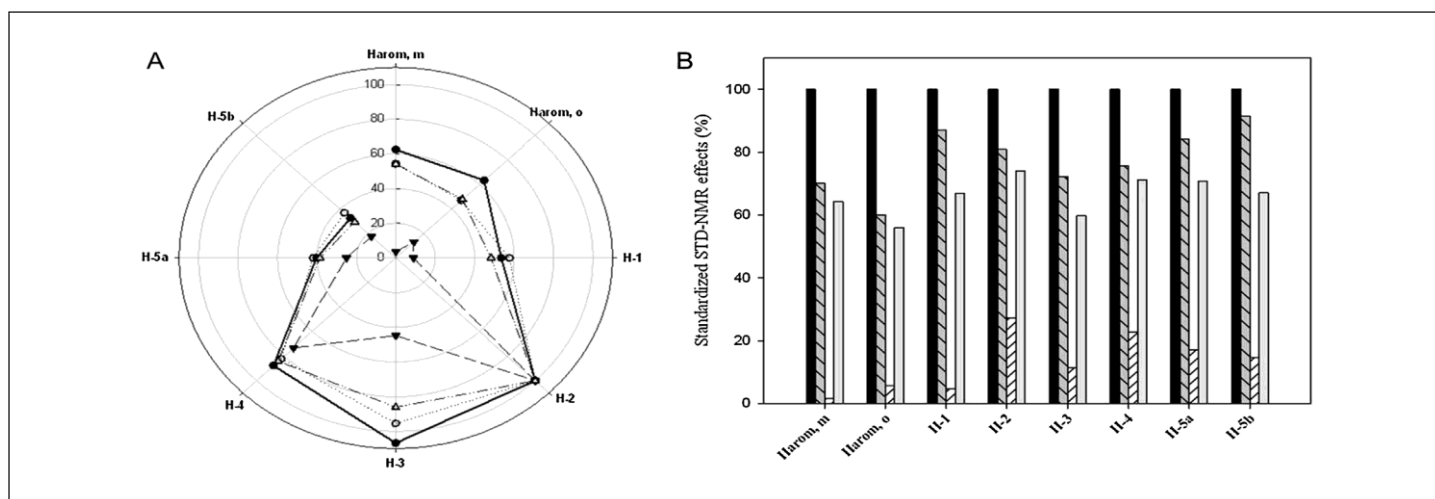 A
Harom, m
Harom, o
H-1
H-2
H-3
H-4
H-5a
H-5b
100
80
60
40
20
0
B
Standardized STD-NMR effects (%)
100
80
60
40
20
0
Harom, m
Harom, o
H-1
H-2
H-3
H-4
H-5a
H-5b